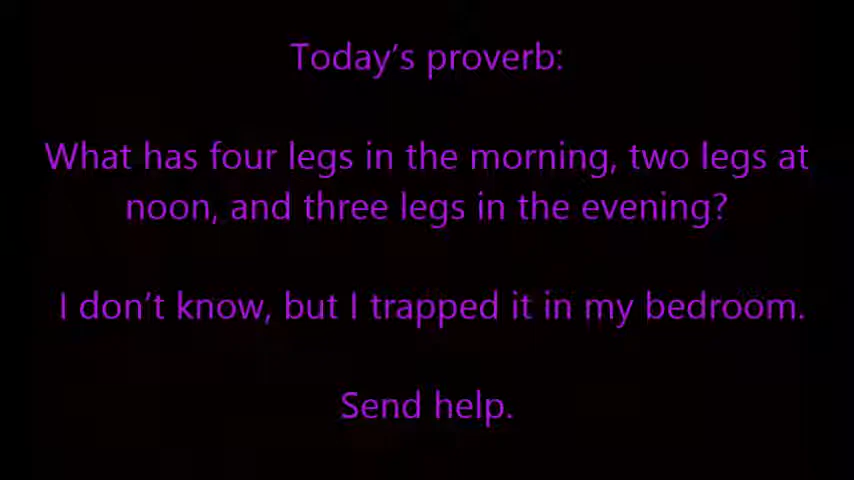 Today's proverb:
What has four legs in the morning, two legs at
noon, and three legs in the evening?
I don't know, but I trapped it in my bedroom.
Send help.